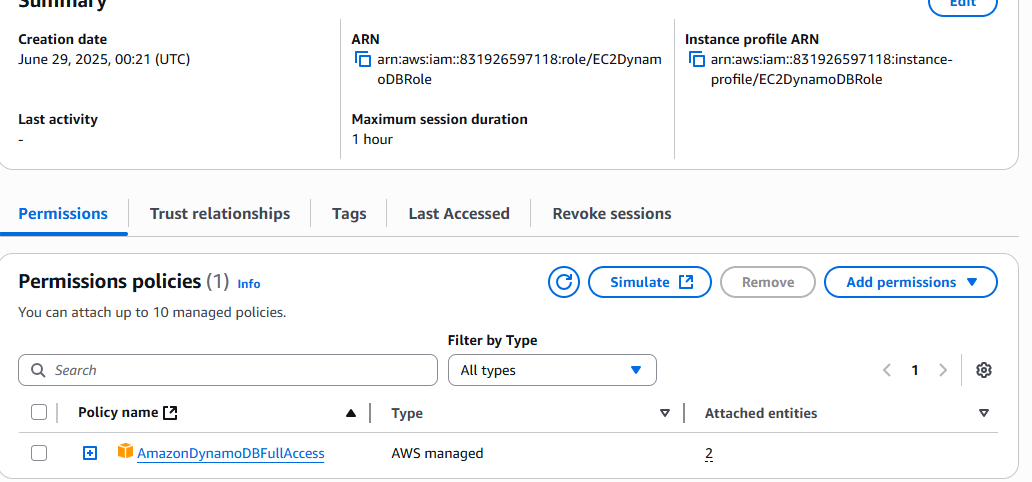 Summary
Edit
Creation date
June 29, 2025, 00:21 (UTC)
ARN
arn:aws:iam::831926597118:role/EC2Dynam
oDBRole
Instance profile ARN
arn:aws:iam::831926597118:instance-
profile/EC2DynamoDBRole
Last activity
-
Maximum session duration
1 hour
Permissions
Trust relationships
Tags
Last Accessed
Revoke sessions
Permissions policies (1) Info
Simulate
Remove
Add permissions
You can attach up to 10 managed policies.
Filter by Type
Search
All types
1
Policy name
Type
Attached entities
AmazonDynamoDBFullAccess
AWS managed
2